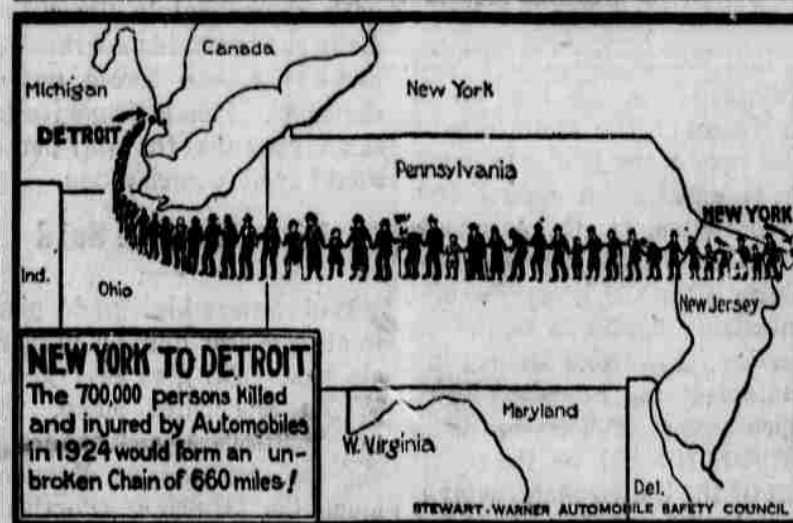 Canada
Michigan
New York
DETROIT
Pennsylvania
NEW YORK
Ind.
Ohio
New Jersey
NEW YORK TO DETROIT
The 700,000 persons killed
and injured by Automobiles
in 1924 would form an un-
broken Chain of 660 miles!
Maryland
W. Virginia
Del.
STEWART-WARNER AUTOMOBILE SAFETY COUNCIL